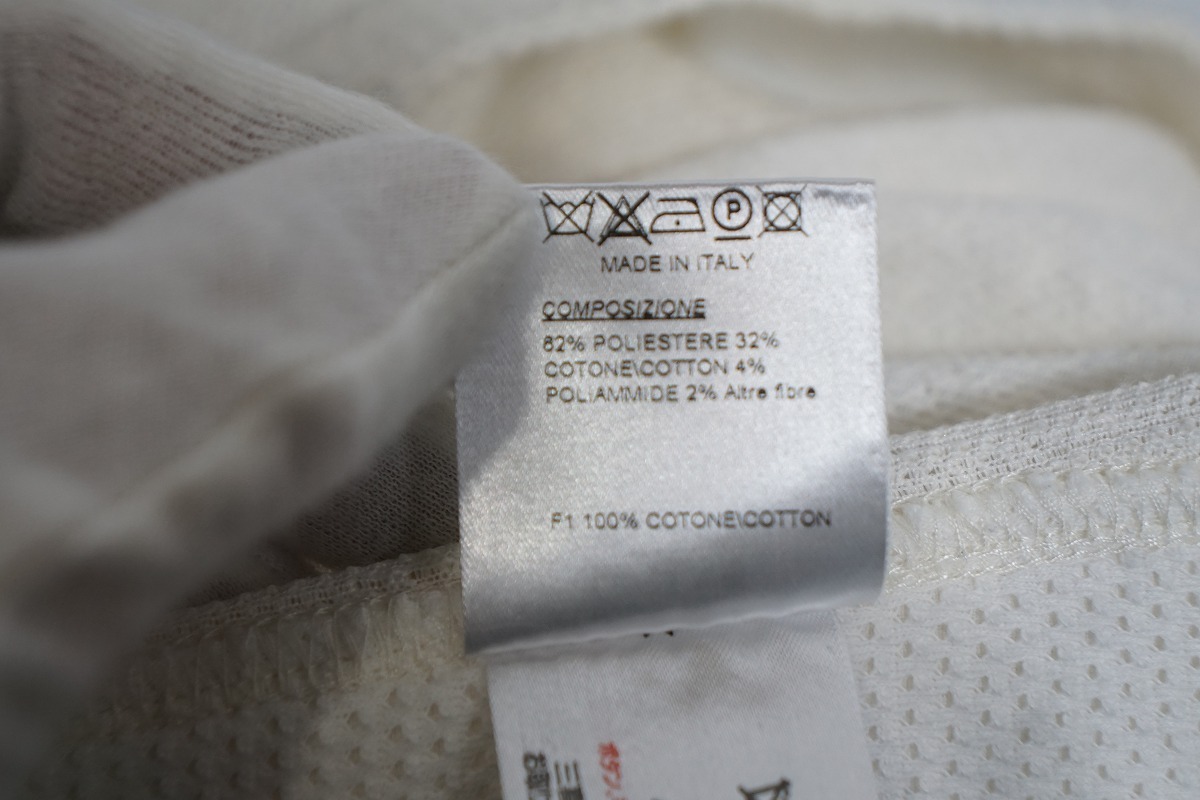 P
MADE IN ITALY
COMPOSIZIONE
62% POLIESTERE 32%
COTONE\COTTON 4%
POLIAMMIDE 2% Altre fibre
F1 100% COTONE\COTTON